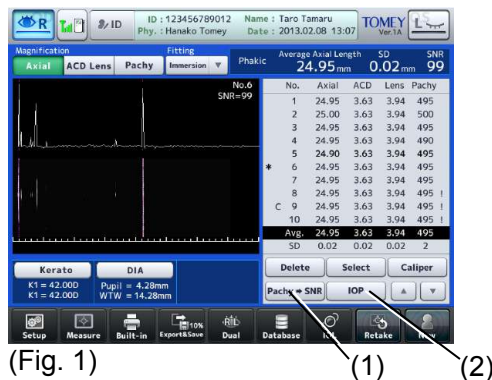 R
ID
ID : 123456789012 Name : Taro Tamaru
Phy. : Hanako Tomey Date : 2013.02.08 13:07
TOMEY
Ver.1A
Magnification
Fitting
Axial ACD Lens Pachy Immersion ▼ Phakic
Average Axial Length SD SNR
24.95 mm 0.02 mm 99
No.6
SNR=99
No. Axial ACD Lens Pachy
1 24.95 3.63 3.94 495
2 25.00 3.63 3.94 500
3 24.95 3.63 3.94 495
4 24.95 3.63 3.94 490
5 24.90 3.63 3.94 495
* 6 24.95 3.63 3.94 495
7 24.95 3.63 3.94 495
8 24.95 3.63 3.94 495 !
C 9 24.95 3.63 3.94 495 !
10 24.95 3.63 3.94 495 !
Avg. 24.95 3.63 3.94 495
SD 0.02 0.02 0.02 2
Kerato DIA
K1 = 42.00D
K1 = 42.00D
Pupil = 4.28mm
WTW = 14.28mm
Delete Select Caliper
Pachy ➡ SNR IOP ▲ ▼
10%
Setup Measure Built-in Export&Save Dual Database Retake New
(Fig. 1) (1) (2)